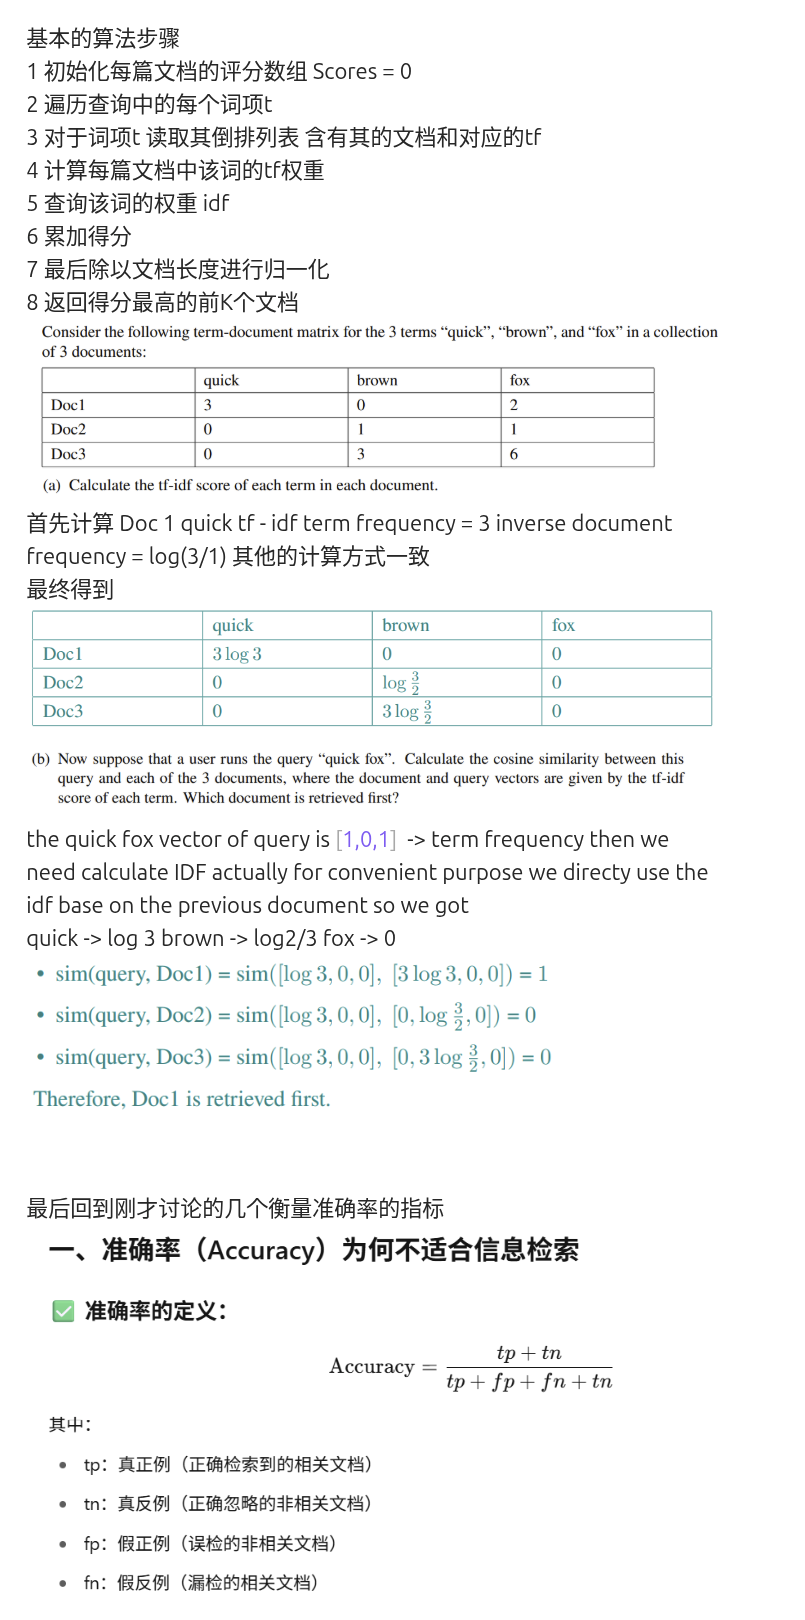 基本的算法步骤
1 初始化每篇文档的评分数组 Scores = 0
2 遍历查询中的每个词项t
3 对于词项t 读取其倒排列表 含有其的文档和对应的tf
4 计算每篇文档中该词的tf权重
5 查询该词的权重 idf
6 累加得分
7 最后除以文档长度进行归一化
8 返回得分最高的前K个文档
Consider the following term-document matrix for the 3 terms “quick”, “brown”, and “fox” in a collection
of 3 documents:
quick brown fox
Doc1 3 0 2
Doc2 0 1 1
Doc3 0 3 6
(a) Calculate the tf-idf score of each term in each document.
首先计算 Doc 1 quick tf - idf term frequency = 3 inverse document
frequency = log(3/1) 其他的计算方式一致
最终得到
quick brown fox
Doc1 3 log 3 0 0
Doc2 0 log 3/2 0
Doc3 0 3 log 3/2 0
(b) Now suppose that a user runs the query “quick fox”. Calculate the cosine similarity between this
query and each of the 3 documents, where the document and query vectors are given by the tf-idf
score of each term. Which document is retrieved first?
the quick fox vector of query is [1,0,1] -> term frequency then we
need calculate IDF actually for convenient purpose we directy use the
idf base on the previous document so we got
quick -> log 3 brown -> log2/3 fox -> 0
• sim(query, Doc1) = sim([log 3, 0, 0], [3 log 3, 0, 0]) = 1
• sim(query, Doc2) = sim([log 3, 0, 0], [0, log 3/2, 0]) = 0
• sim(query, Doc3) = sim([log 3, 0, 0], [0, 3 log 3/2, 0]) = 0
Therefore, Doc1 is retrieved first.
最后回到刚才讨论的几个衡量准确率的指标
一、准确率（Accuracy）为何不适合信息检索
✅ 准确率的定义：
Accuracy = (tp + tn) / (tp + fp + fn + tn)
其中：
• tp：真正例（正确检索到的相关文档）
• tn：真反例（正确忽略的非相关文档）
• fp：假正例（误检的非相关文档）
• fn：假反例（漏检的相关文档）